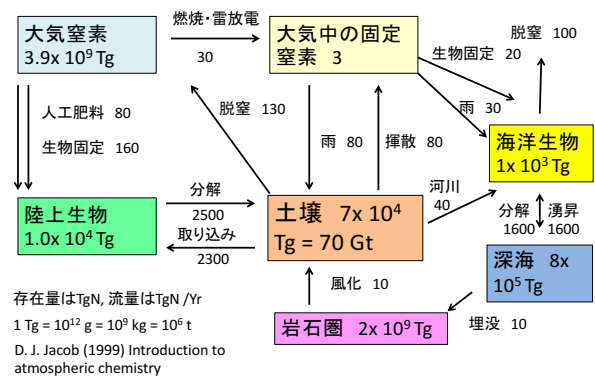 大気窒素
3.9x 10⁹ Tg
燃焼・雷放電
30
大気中の固定
窒素 3
生物固定
20
脱窒 100
人工肥料 80
生物固定 160
脱窒 130
雨 80
揮散 80
雨 30
海洋生物
1x 10³ Tg
陸上生物
1.0x 10⁴ Tg
分解
2500
取り込み
2300
土壌 7x 10⁴
Tg = 70 Gt
河川
40
分解
1600
湧昇
1600
深海 8x
10⁵ Tg
風化 10
埋没 10
岩石圏 2x 10⁹ Tg
存在量はTgN、流量はTgN /Yr
1 Tg = 10¹² g = 10⁹ kg = 10⁶ t
D. J. Jacob (1999) Introduction to
atmospheric chemistry